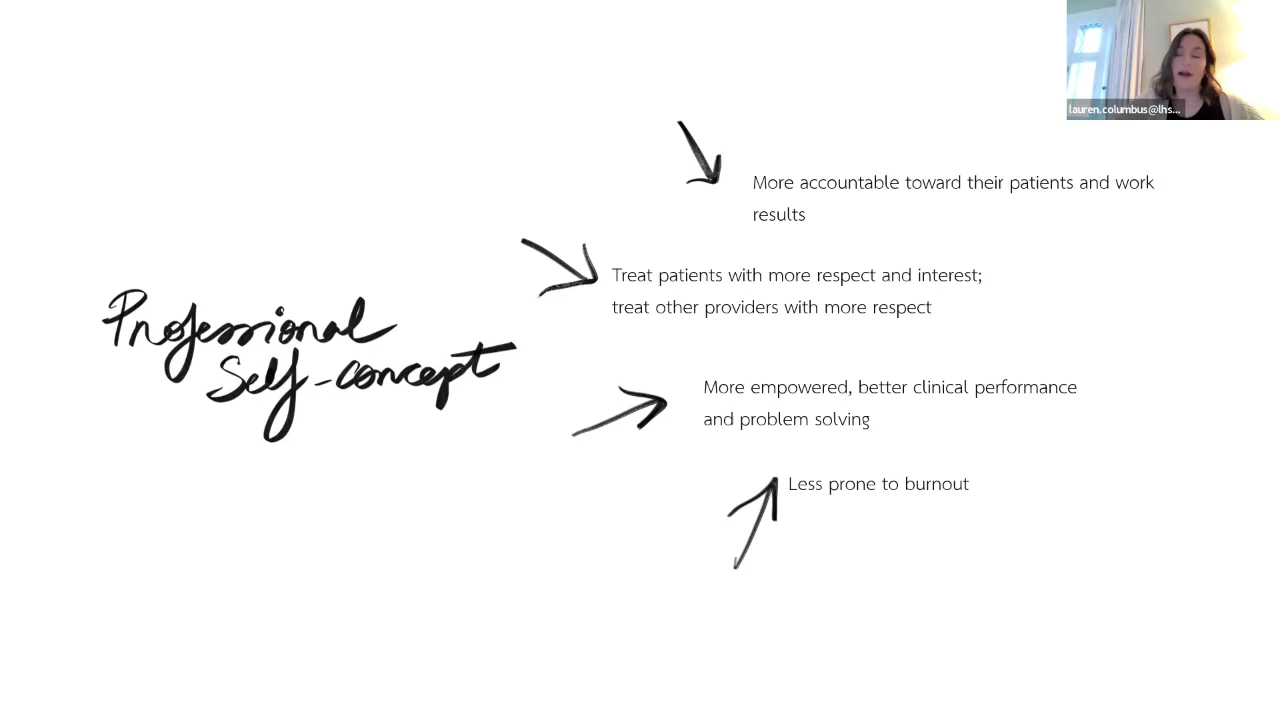 lauren.columbus@lhs...
More accountable toward their patients and work
results
Treat patients with more respect and interest;
treat other providers with more respect
Professional
Self-concept
More empowered, better clinical performance
and problem solving
Less prone to burnout